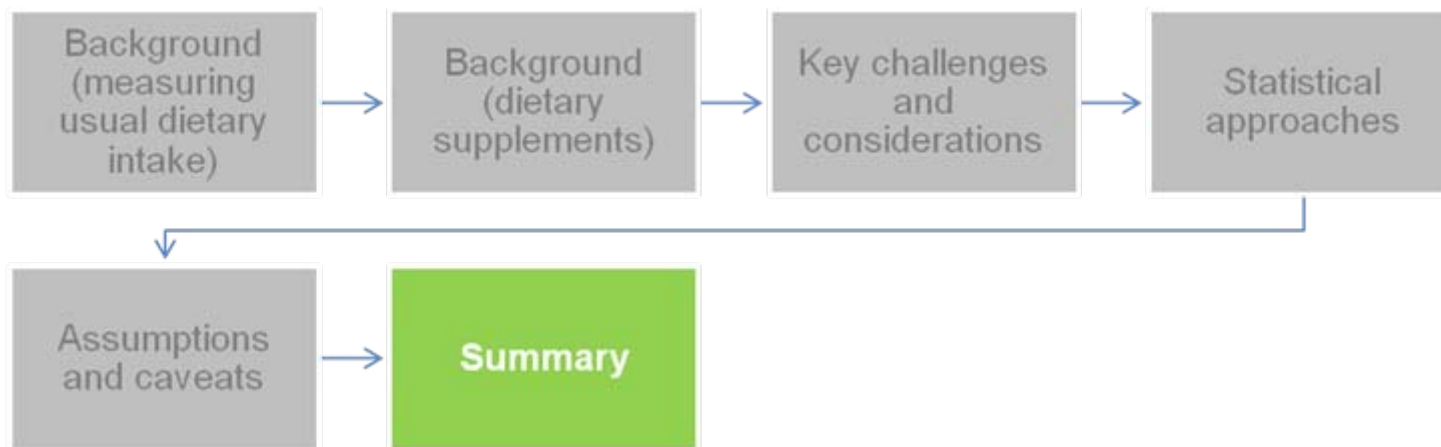 Background
(measuring
usual dietary
intake)
Background
(dietary
supplements)
Key challenges
and
considerations
Statistical
approaches
Assumptions
and caveats
Summary